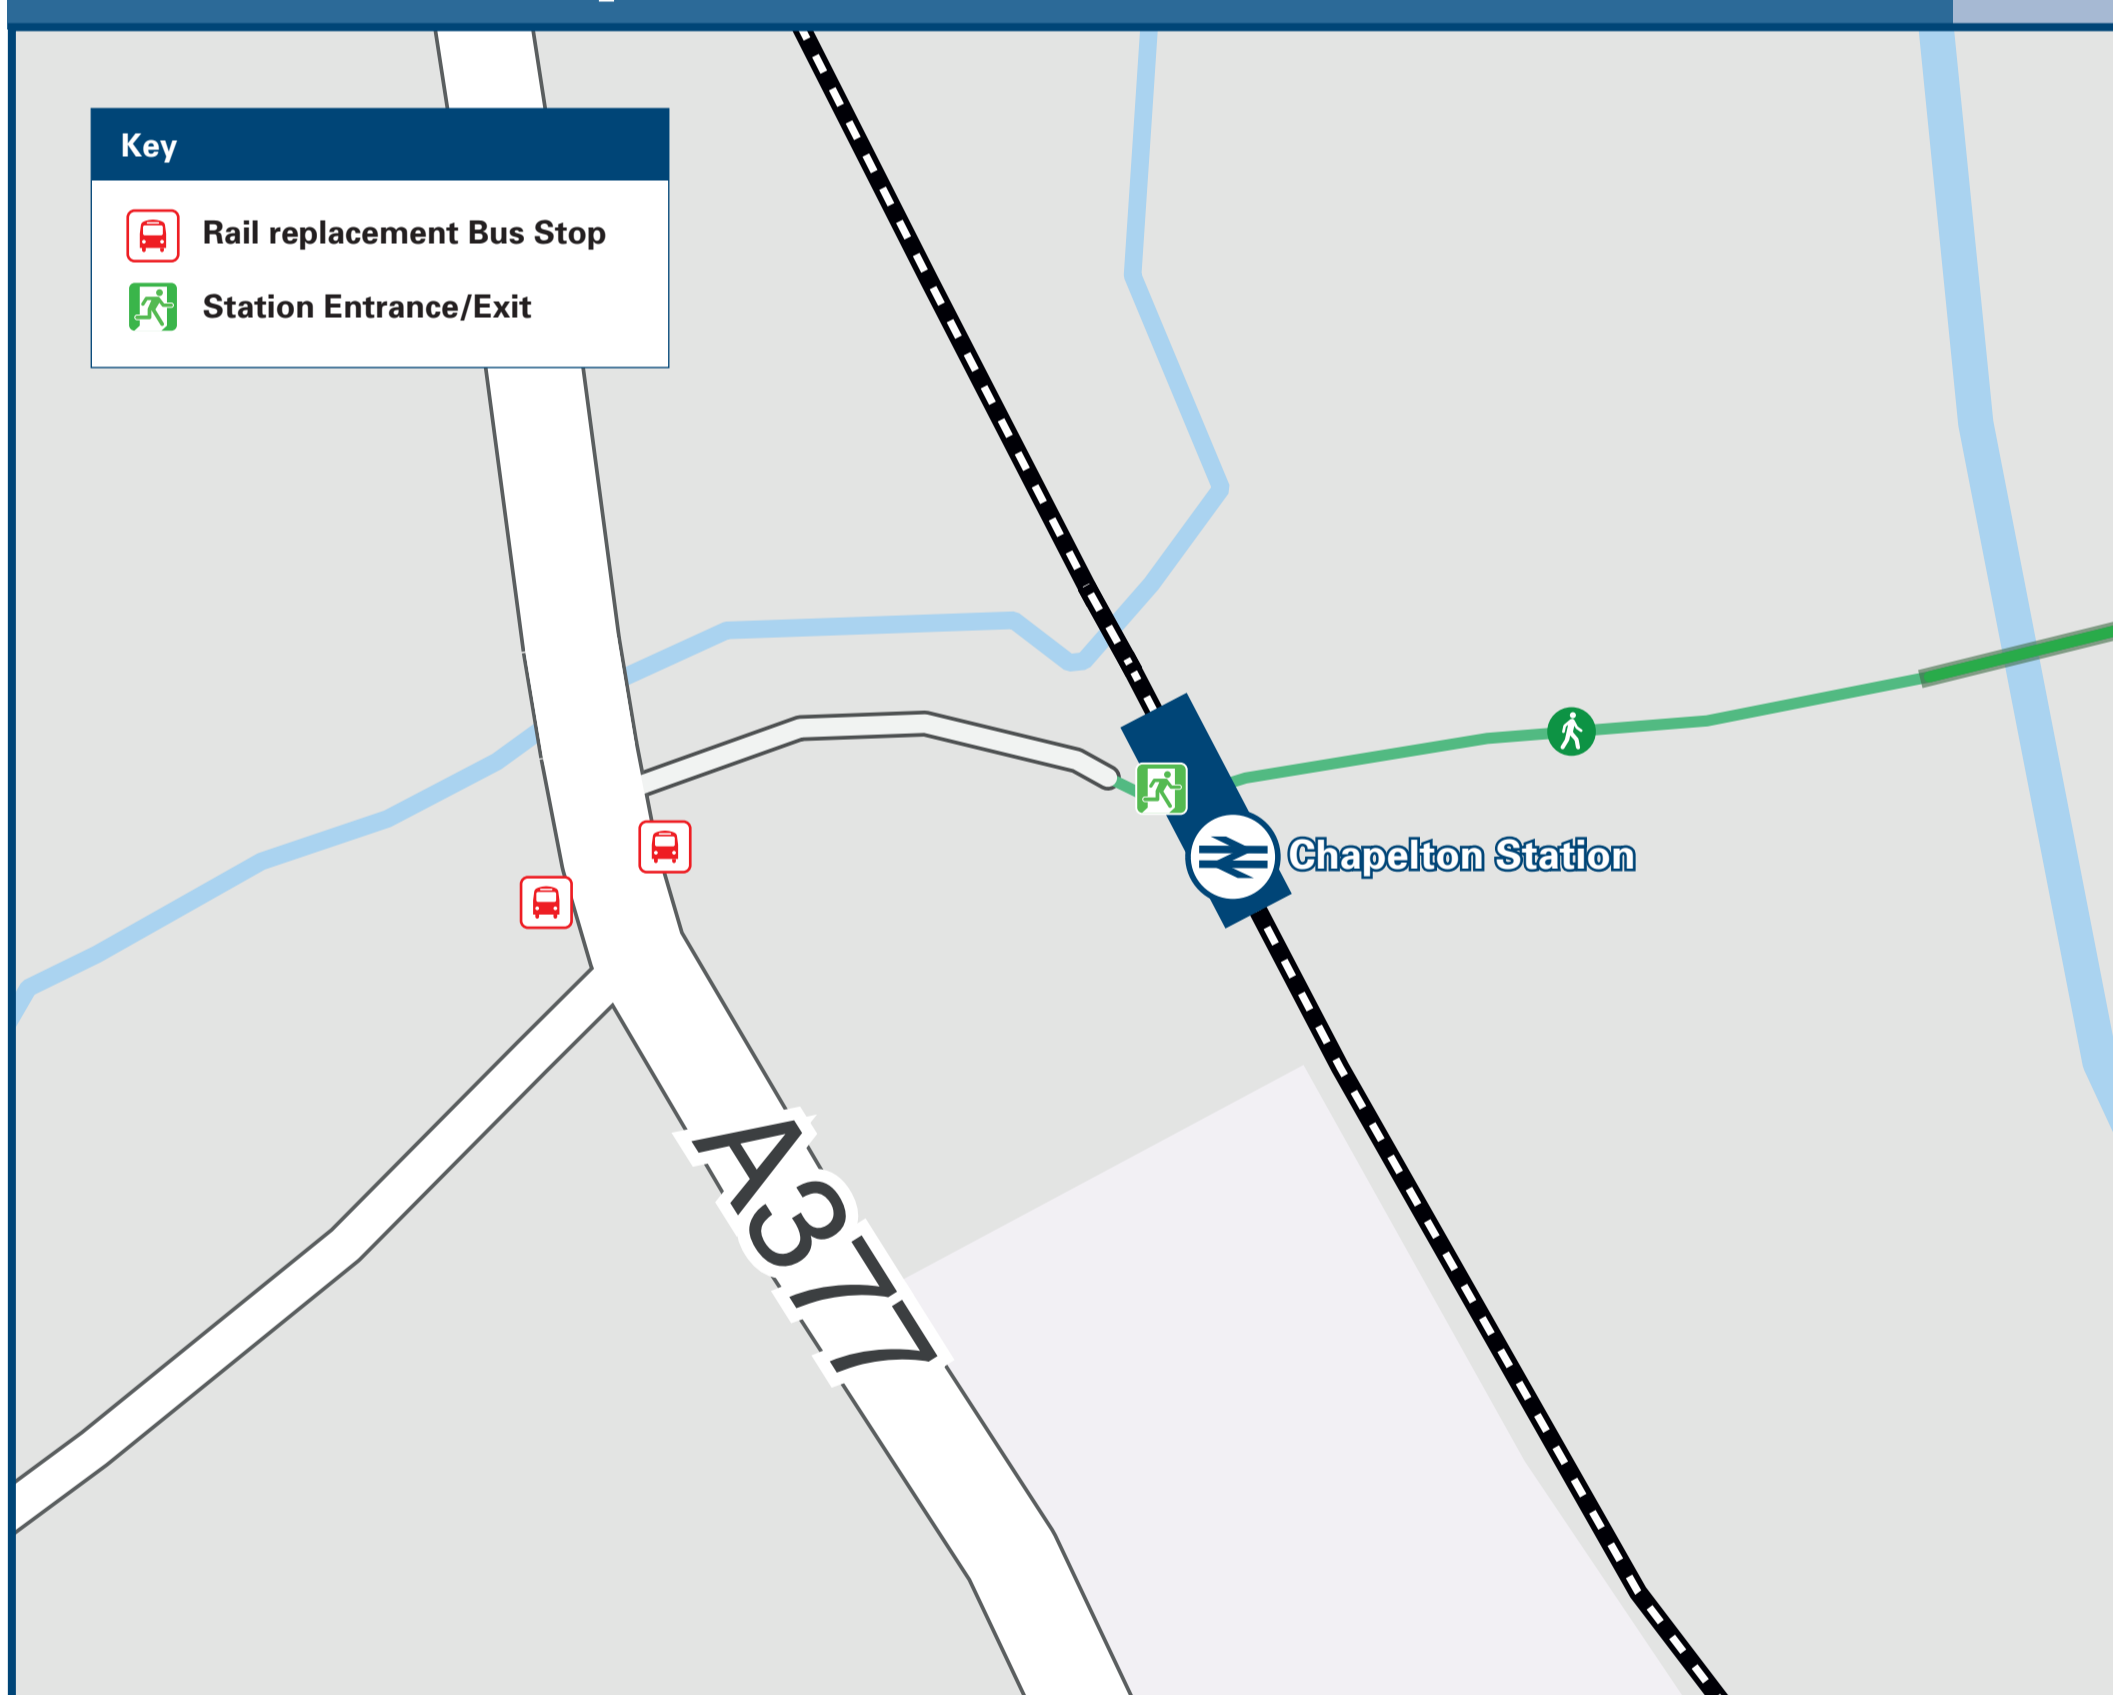 Key
Rail replacement Bus Stop
Station Entrance/Exit
Chapelton Station
A377